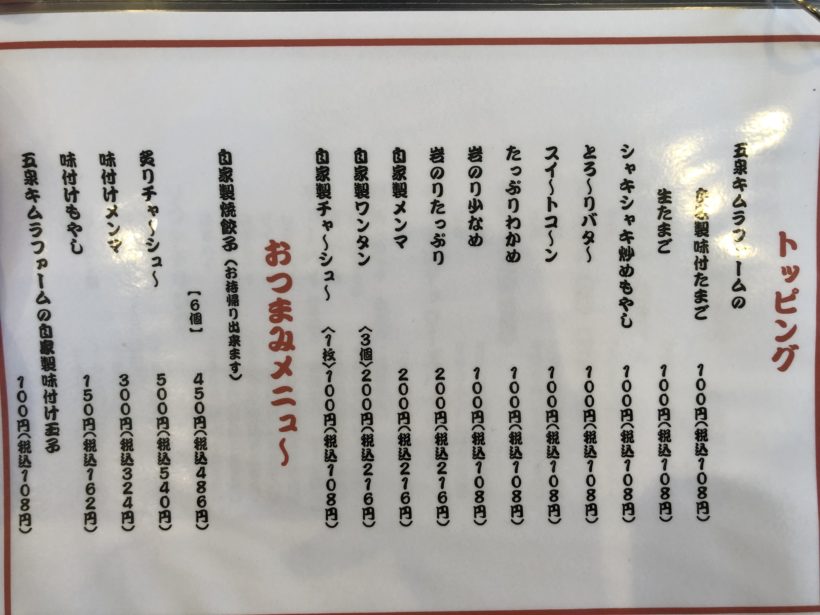 トッピング
五泉キムラファームの
自家製味付たまご 100円(税込108円)
生たまご 100円(税込108円)
シャキシャキ炒めもやし 100円(税込108円)
とろ〜りバタ〜 100円(税込108円)
スイ〜トコ〜ン 100円(税込108円)
たっぷりわかめ 100円(税込108円)
岩のり少なめ 100円(税込108円)
岩のりたっぷり 200円(税込216円)
自家製メンマ 200円(税込216円)
自家製ワンタン 〈3個〉200円(税込216円)
自家製チャ〜シュ〜 〈1枚〉100円(税込108円)
おつまみメニュ〜
自家製焼餃子(お持帰り出来ます)
【6個】 450円(税込486円)
炙りチャ〜シュ〜 500円(税込540円)
味付けメンマ 300円(税込324円)
味付けもやし 150円(税込162円)
五泉キムラファームの自家製味付け玉子
100円(税込108円)